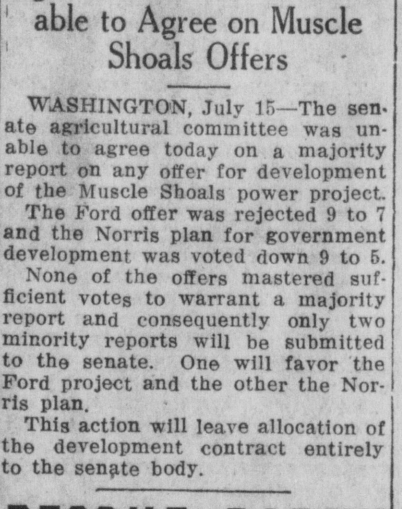 able to Agree on Muscle
Shoals Offers
WASHINGTON, July 15—The sen-
ate agricultural committee was un-
able to agree today on a majority
report on any offer for development
of the Muscle Shoals power project.
The Ford offer was rejected 9 to 7
and the Norris plan for government
development was voted down 9 to 5.
None of the offers mastered suf-
ficient votes to warrant a majority
report and consequently only two
minority reports will be submitted
to the senate. One will favor the
Ford project and the other the Nor-
ris plan.
This action will leave allocation of
the development contract entirely
to the senate body.